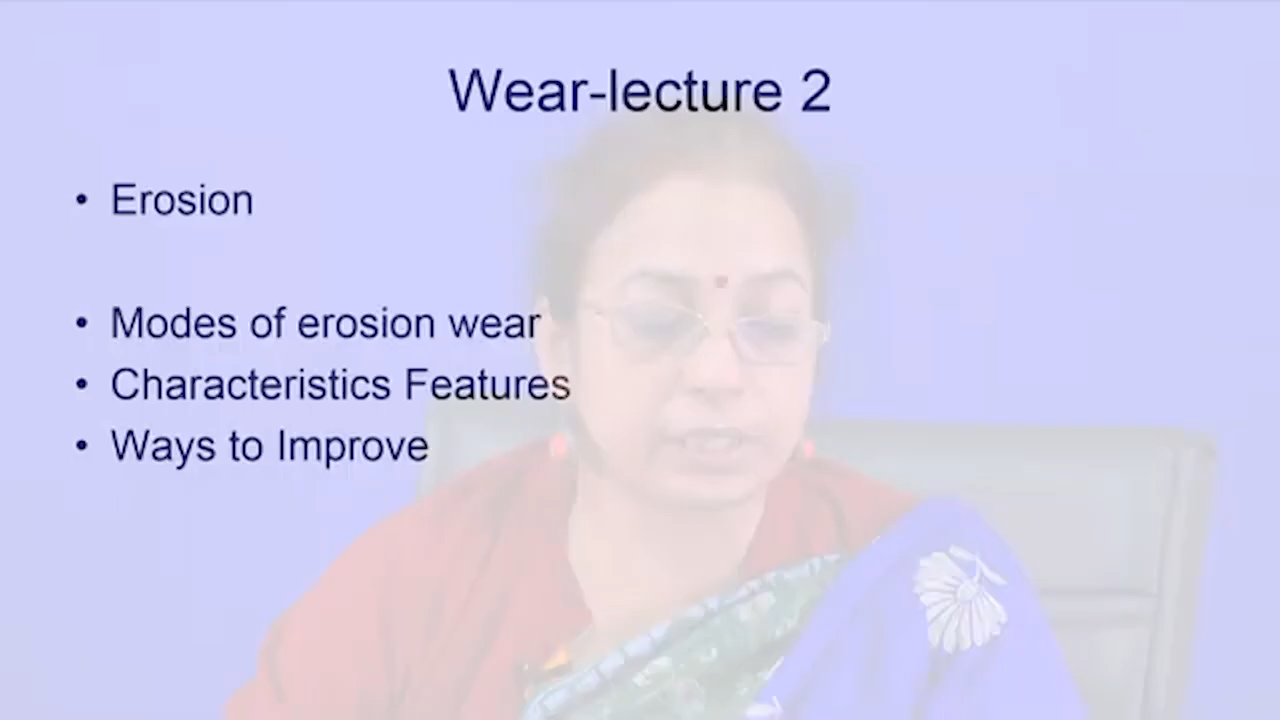 Wear-lecture 2
• Erosion
• Modes of erosion wear
• Characteristics Features
• Ways to Improve